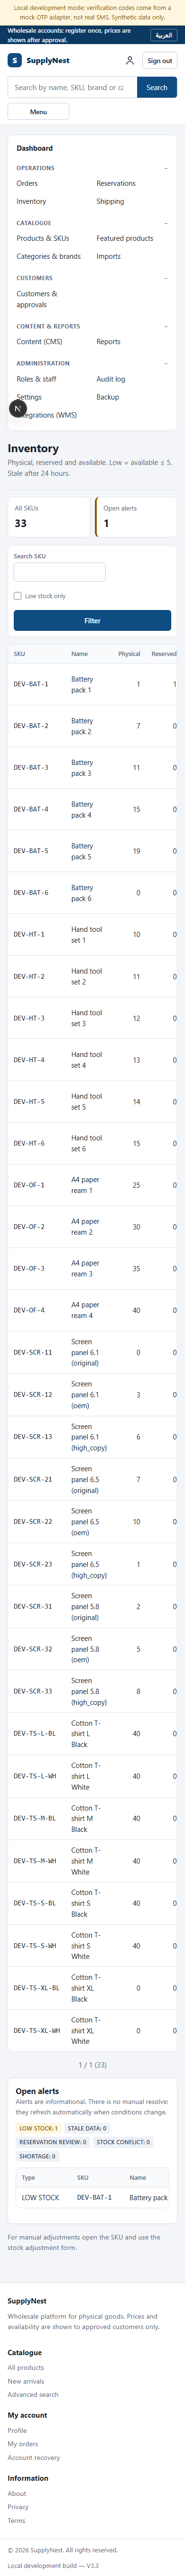 Local development mode: verification codes come from a
mock OTP adapter, not real SMS. Synthetic data only.
Wholesale accounts: register once, prices are
shown after approval.
العربية
S SupplyNest
Sign out
Search by name, SKU, brand or ca
Search
Menu
Dashboard
OPERATIONS –
Orders Reservations
Inventory Shipping
CATALOGUE –
Products & SKUs Featured products
Categories & brands Imports
CUSTOMERS –
Customers &
approvals
CONTENT & REPORTS –
Content (CMS) Reports
ADMINISTRATION –
Roles & staff Audit log
Settings Backup
N
Integrations (WMS)
Inventory
Physical, reserved and available. Low = available ≤ 5.
Stale after 24 hours.
All SKUs
33
Open alerts
1
Search SKU
Low stock only
Filter
SKU Name Physical Reserved
DEV-BAT-1 Battery pack 1 1 1
DEV-BAT-2 Battery pack 2 7 0
DEV-BAT-3 Battery pack 3 11 0
DEV-BAT-4 Battery pack 4 15 0
DEV-BAT-5 Battery pack 5 19 0
DEV-BAT-6 Battery pack 6 0 0
DEV-HT-1 Hand tool set 1 10 0
DEV-HT-2 Hand tool set 2 11 0
DEV-HT-3 Hand tool set 3 12 0
DEV-HT-4 Hand tool set 4 13 0
DEV-HT-5 Hand tool set 5 14 0
DEV-HT-6 Hand tool set 6 15 0
DEV-OF-1 A4 paper ream 1 25 0
DEV-OF-2 A4 paper ream 2 30 0
DEV-OF-3 A4 paper ream 3 35 0
DEV-OF-4 A4 paper ream 4 40 0
DEV-SCR-11 Screen panel 6.1 (original) 0 0
DEV-SCR-12 Screen panel 6.1 (oem) 3 0
DEV-SCR-13 Screen panel 6.1 (high_copy) 6 0
DEV-SCR-21 Screen panel 6.5 (original) 7 0
DEV-SCR-22 Screen panel 6.5 (oem) 10 0
DEV-SCR-23 Screen panel 6.5 (high_copy) 1 0
DEV-SCR-31 Screen panel 5.8 (original) 2 0
DEV-SCR-32 Screen panel 5.8 (oem) 5 0
DEV-SCR-33 Screen panel 5.8 (high_copy) 8 0
DEV-TS-L-BL Cotton T-shirt L Black 40 0
DEV-TS-L-WH Cotton T-shirt L White 40 0
DEV-TS-M-BL Cotton T-shirt M Black 40 0
DEV-TS-M-WH Cotton T-shirt M White 40 0
DEV-TS-S-BL Cotton T-shirt S Black 40 0
DEV-TS-S-WH Cotton T-shirt S White 40 0
DEV-TS-XL-BL Cotton T-shirt XL Black 0 0
DEV-TS-XL-WH Cotton T-shirt XL White 0 0
1 / 1 (33)
Open alerts
Alerts are informational. There is no manual resolve;
they refresh automatically when conditions change.
LOW STOCK: 1 STALE DATA: 0
RESERVATION REVIEW: 0 STOCK CONFLICT: 0
SHORTAGE: 0
Type SKU Name
LOW STOCK DEV-BAT-1 Battery pack
For manual adjustments open the SKU and use the
stock adjustment form.
SupplyNest
Wholesale platform for physical goods. Prices and
availability are shown to approved customers only.
Catalogue
All products
New arrivals
Advanced search
My account
Profile
My orders
Account recovery
Information
About
Privacy
Terms
© 2026 SupplyNest. All rights reserved.
Local development build — V3.3